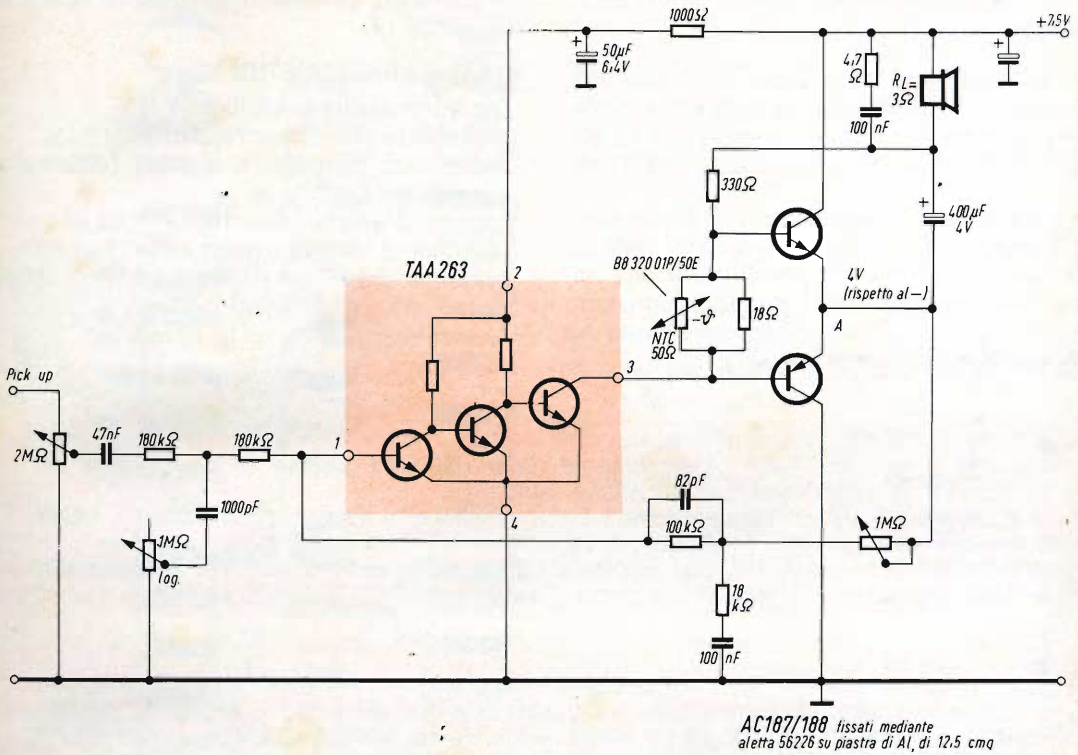 1000Ω
+7,5V
+
50µF
6,4V
4,7
Ω
RL=
3Ω
+
100 nF
330Ω
+
400µF
4V
TAA263
2
B8 320 01P/50E
4V
(rispetto al −)
-ϑ
NTC
50Ω
18Ω
A
3
Pick up
47nF
180kΩ
180kΩ
1
2MΩ
1000pF
4
82pF
100kΩ
1MΩ
1MΩ
log.
18
kΩ
100 nF
AC187/188 fissati mediante
aletta 56226 su piastra di Al, di 12,5 cmq